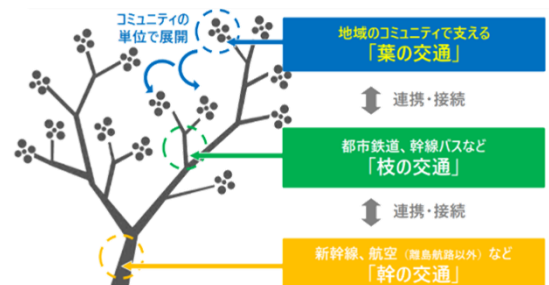 コミュニティの
単位で展開
地域のコミュニティで支える
「葉の交通」
連携・接続
都市鉄道、幹線バスなど
「枝の交通」
連携・接続
新幹線、航空（離島航路以外）など
「幹の交通」